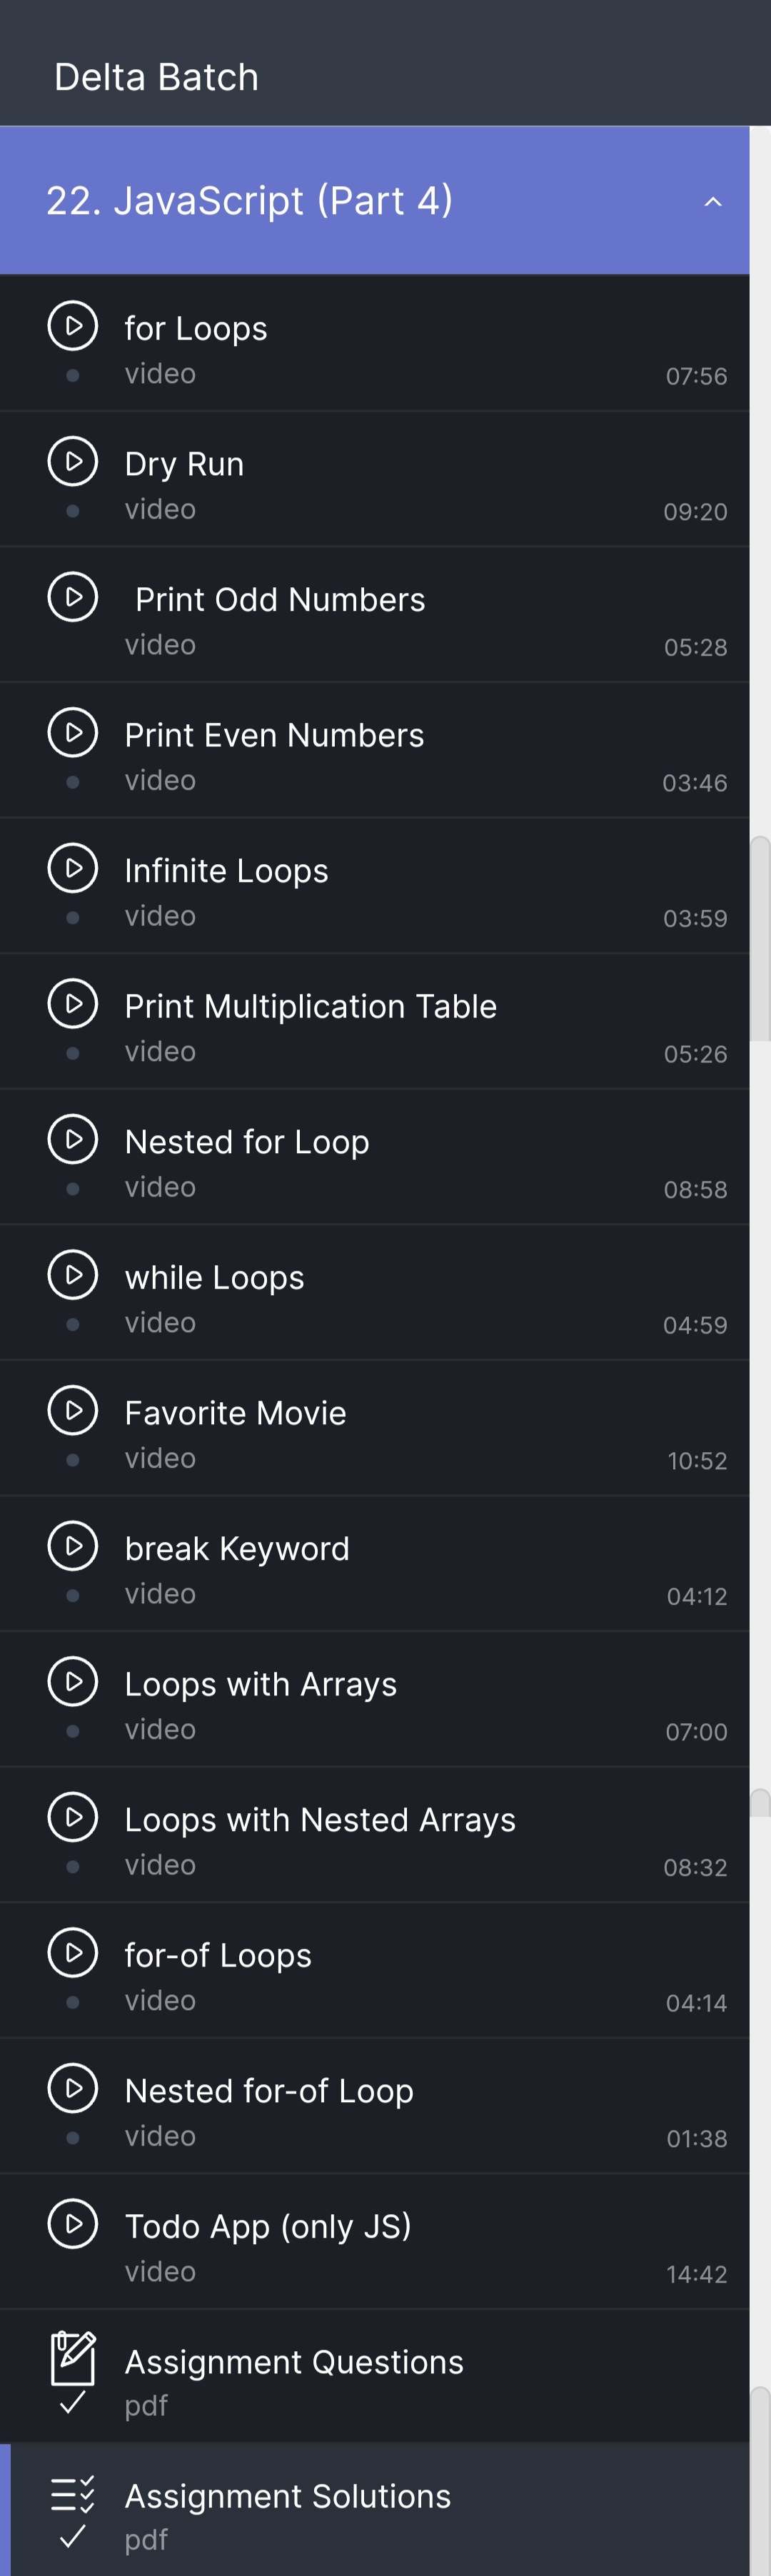 Delta Batch
22. JavaScript (Part 4)
for Loops
video 07:56
Dry Run
video 09:20
Print Odd Numbers
video 05:28
Print Even Numbers
video 03:46
Infinite Loops
video 03:59
Print Multiplication Table
video 05:26
Nested for Loop
video 08:58
while Loops
video 04:59
Favorite Movie
video 10:52
break Keyword
video 04:12
Loops with Arrays
video 07:00
Loops with Nested Arrays
video 08:32
for-of Loops
video 04:14
Nested for-of Loop
video 01:38
Todo App (only JS)
video 14:42
Assignment Questions
pdf
Assignment Solutions
pdf